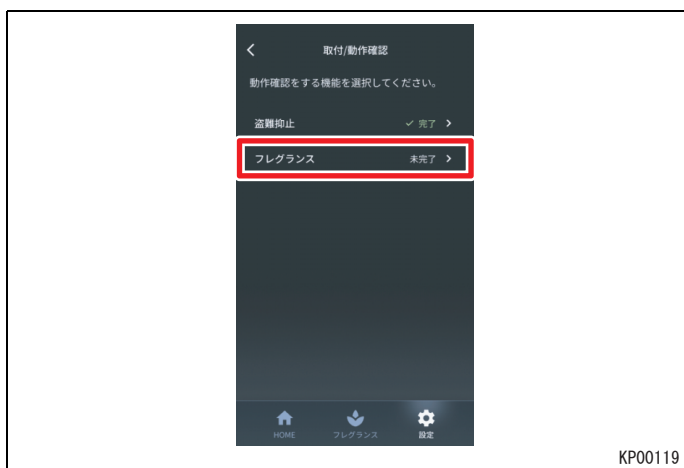 取付/動作確認
動作確認をする機能を選択してください。
盗難抑止 ✓ 完了 >
フレグランス 未完了 >
HOME フレグランス 設定
KP00119